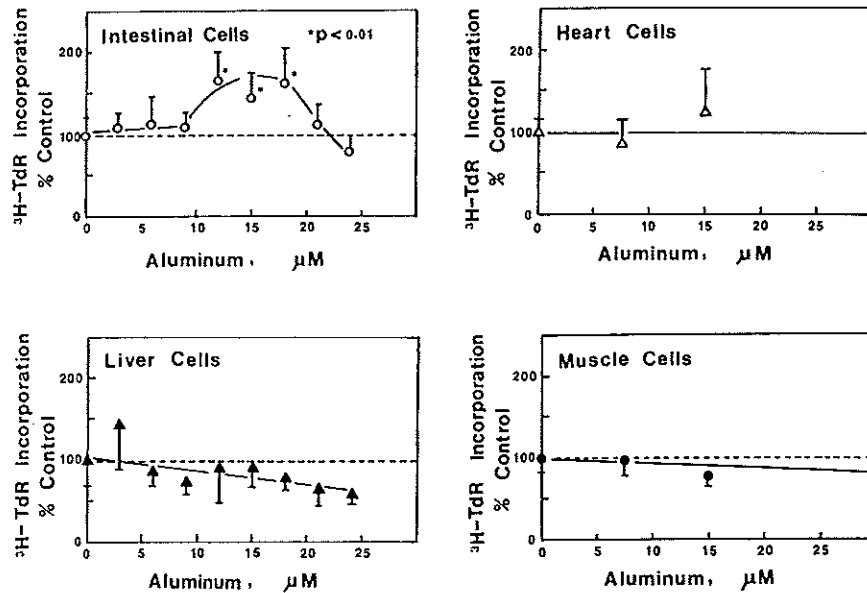 Intestinal Cells
*p < 0.01
³H–TdR Incorporation
% Control
200
100
0
0 5 10 15 20 25
Aluminum, μM
* * *
Heart Cells
³H–TdR Incorporation
% Control
200
100
0
0 5 10 15 20 25
Aluminum, μM
Liver Cells
³H–TdR Incorporation
% Control
200
100
0
0 5 10 15 20 25
Aluminum, μM
Muscle Cells
³H–TdR Incorporation
% Control
200
100
0
0 5 10 15 20 25
Aluminum, μM